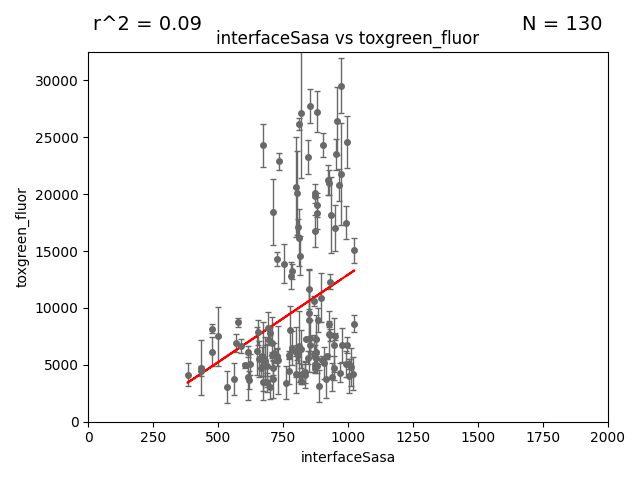 r^2 = 0.09
N = 130
interfaceSasa vs toxgreen_fluor
30000
25000
20000
15000
10000
5000
0
toxgreen_fluor
0 250 500 750 1000 1250 1500 1750 2000
interfaceSasa